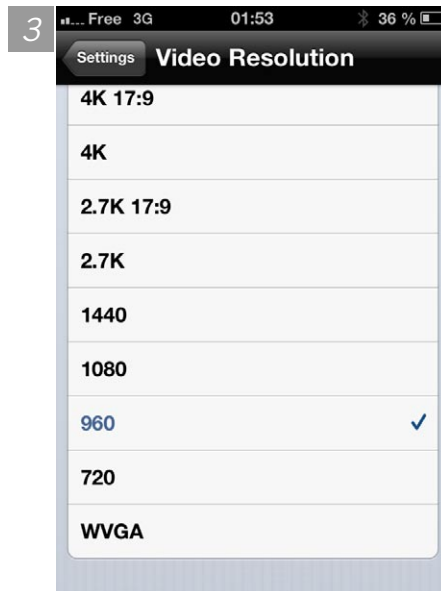 3
... Free 3G 01:53 36 %
Settings Video Resolution
4K 17:9
4K
2.7K 17:9
2.7K
1440
1080
960
720
WVGA